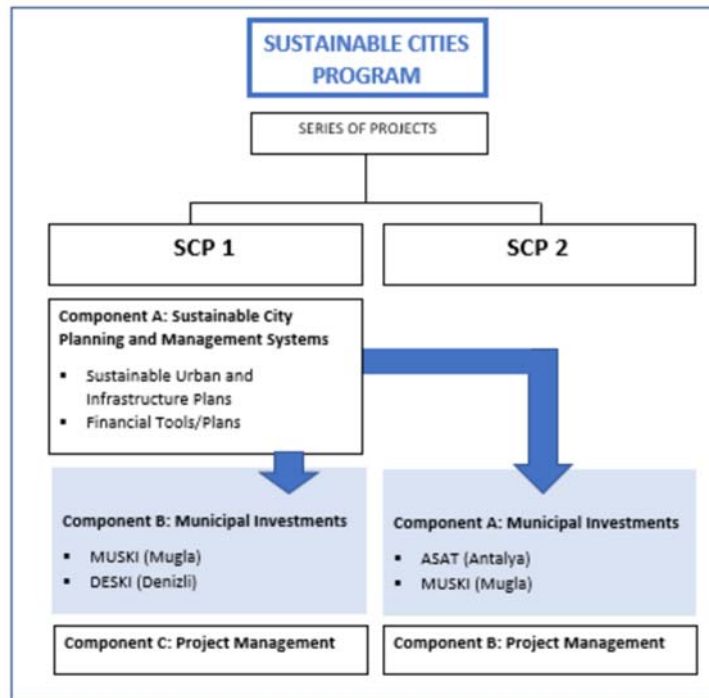 SUSTAINABLE CITIES
PROGRAM
SERIES OF PROJECTS
SCP 1
SCP 2
Component A: Sustainable City
Planning and Management Systems
▪ Sustainable Urban and
Infrastructure Plans
▪ Financial Tools/Plans
Component B: Municipal Investments
▪ MUSKI (Mugla)
▪ DESKI (Denizli)
Component A: Municipal Investments
▪ ASAT (Antalya)
▪ MUSKI (Mugla)
Component C: Project Management
Component B: Project Management